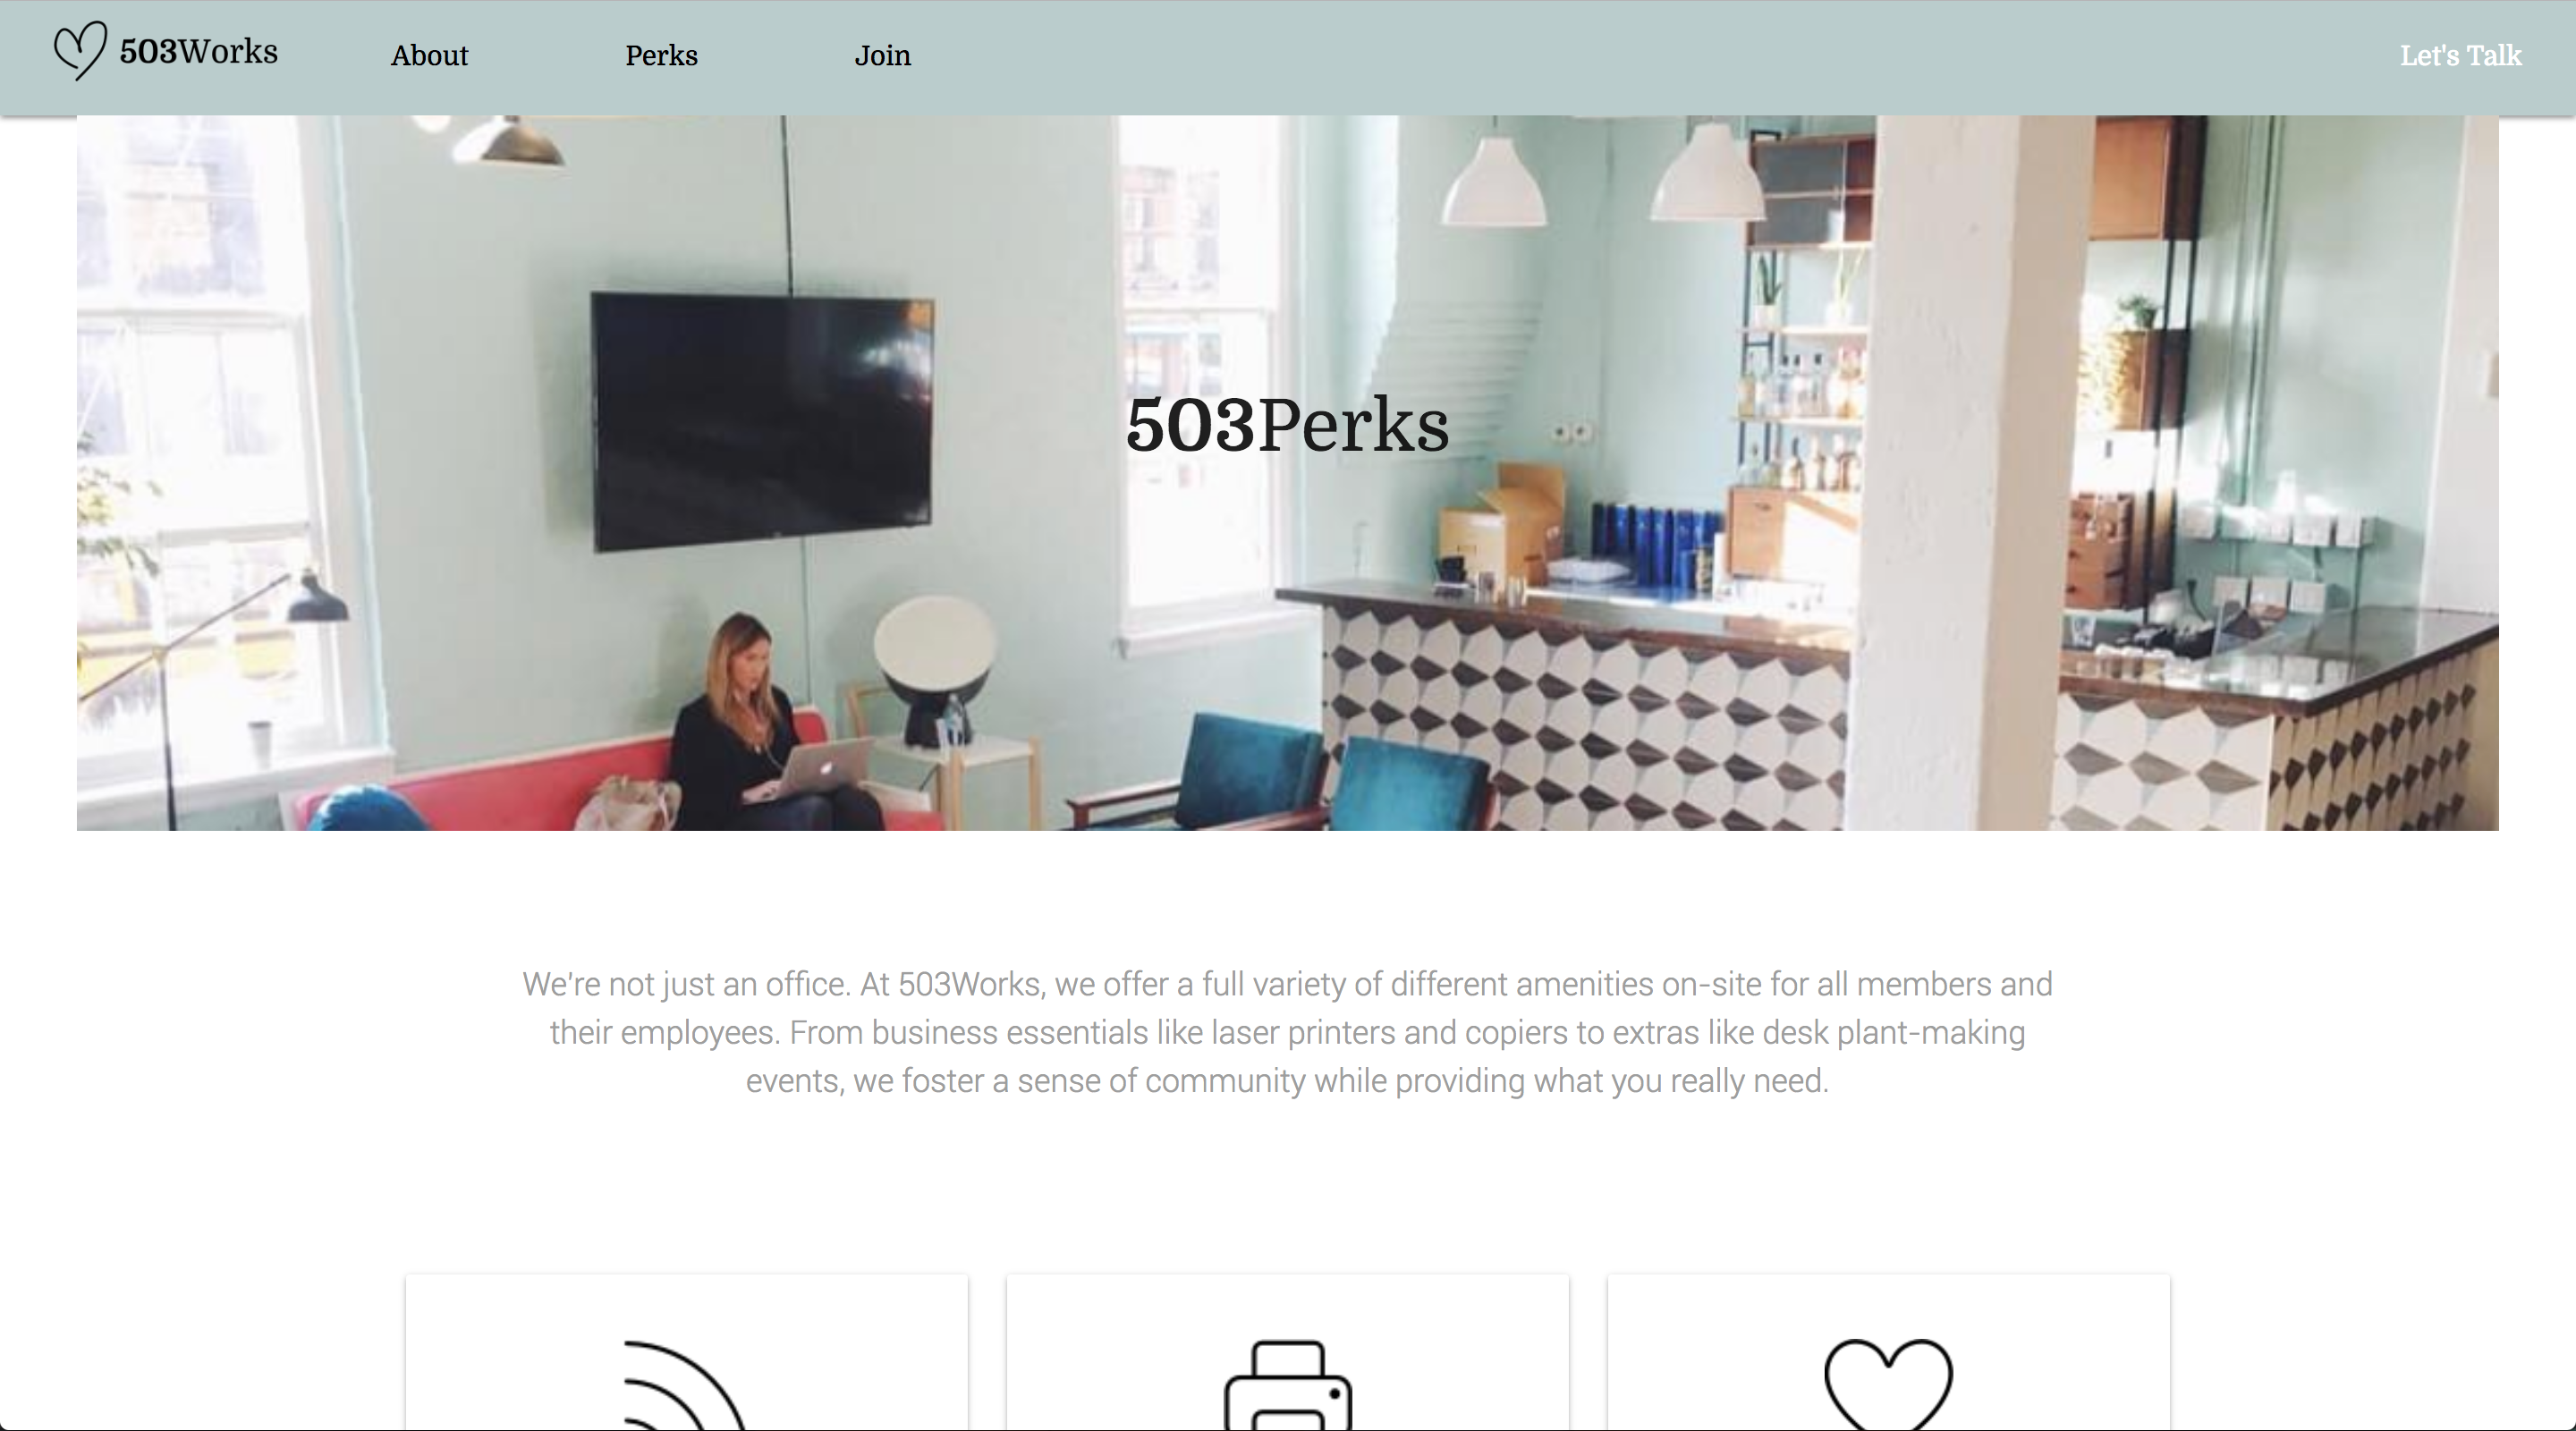 503Works
About
Perks
Join
Let's Talk
503Perks
We're not just an office. At 503Works, we offer a full variety of different amenities on-site for all members and
their employees. From business essentials like laser printers and copiers to extras like desk plant-making
events, we foster a sense of community while providing what you really need.